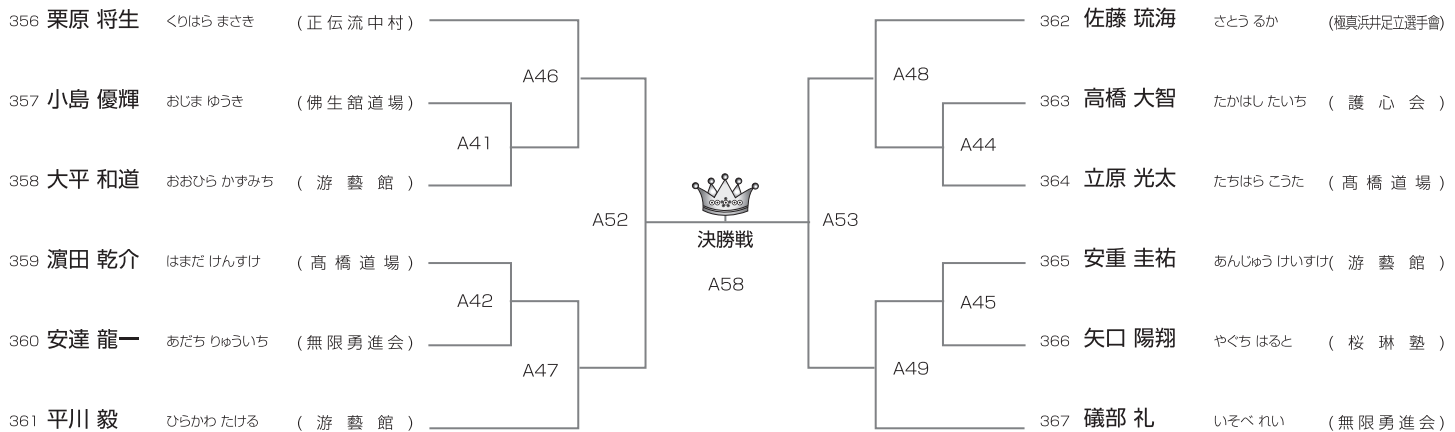 356 栗原 将生 くりはら まさき (正伝流中村)
A46
357 小島 優輝 おじま ゆうき (佛生舘道場)
A41
358 大平 和道 おおひら かずみち (游藝館)
A52
359 濵田 乾介 はまだ けんすけ (髙橋道場)
A42
360 安達 龍一 あだち りゅういち (無限勇進会)
A47
361 平川 毅 ひらかわ たける (游藝館)
決勝戦
A58
362 佐藤 琉海 さとう るか (極真浜井足立選手會)
A48
363 高橋 大智 たかはし たいち (護心会)
A44
364 立原 光太 たちはら こうた (髙橋道場)
A53
365 安重 圭祐 あんじゅう けいすけ (游藝館)
A45
366 矢口 陽翔 やぐち はると (桜琳塾)
A49
367 礒部 礼 いそべ れい (無限勇進会)